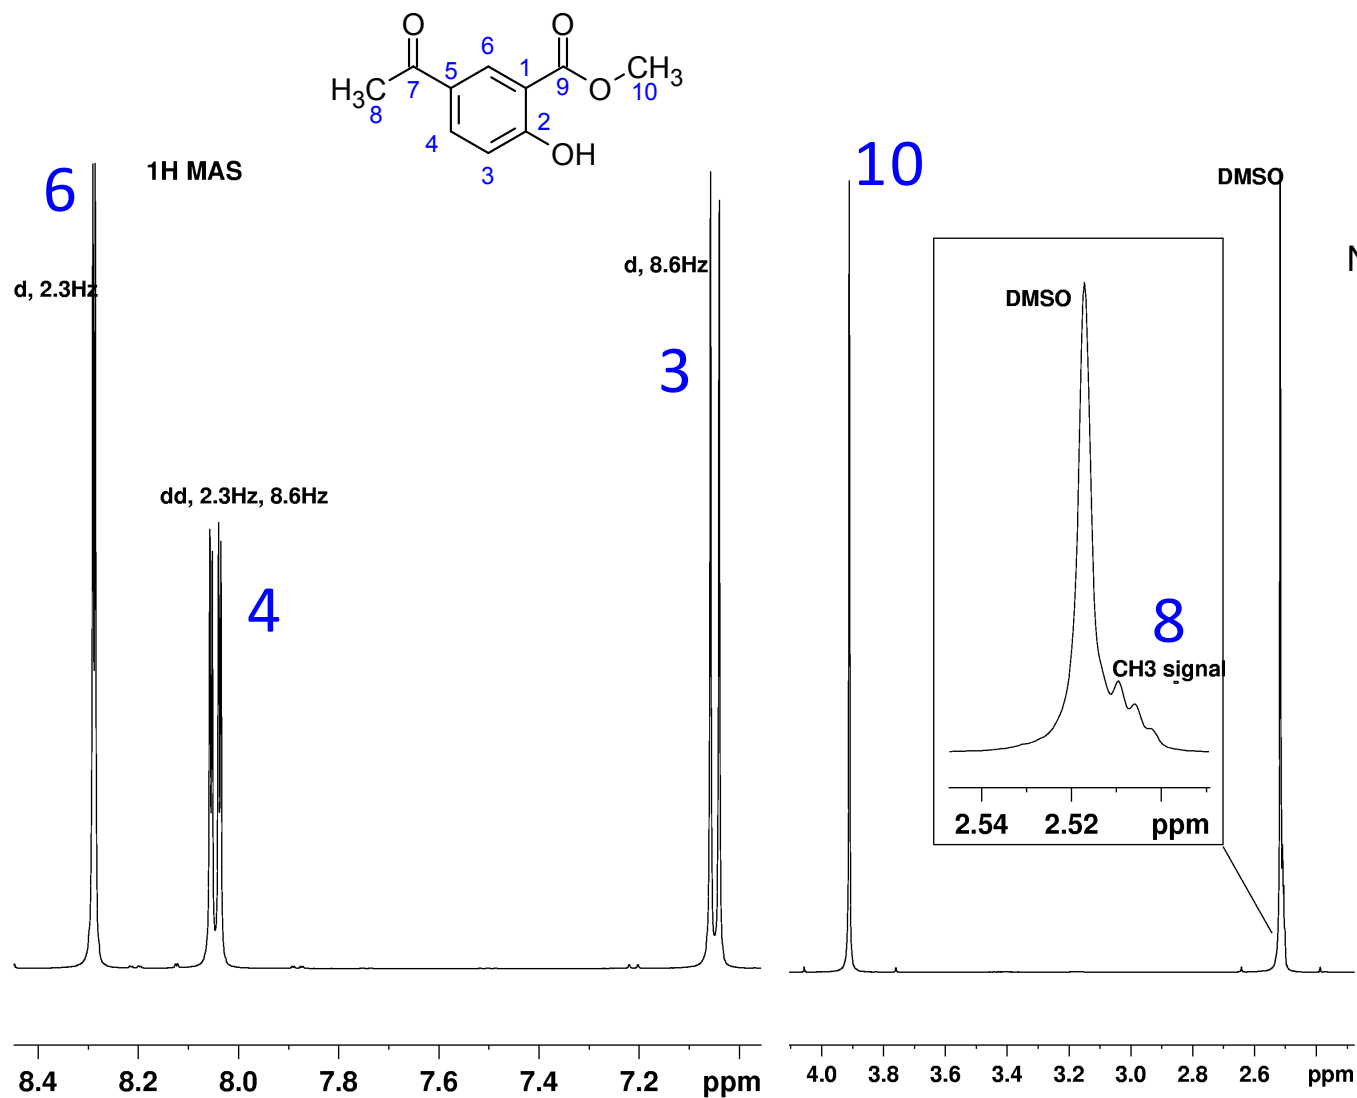 O
O
6
5
1
CH3
H3C
7
9
O
10
8
2
4
OH
3
6
1H MAS
10
DMSO
d, 2.3Hz
d, 8.6Hz
N
DMSO
3
dd, 2.3Hz, 8.6Hz
4
8
CH3 signal
2.54 2.52 ppm
8.4 8.2 8.0 7.8 7.6 7.4 7.2 ppm
4.0 3.8 3.6 3.4 3.2 3.0 2.8 2.6 ppm